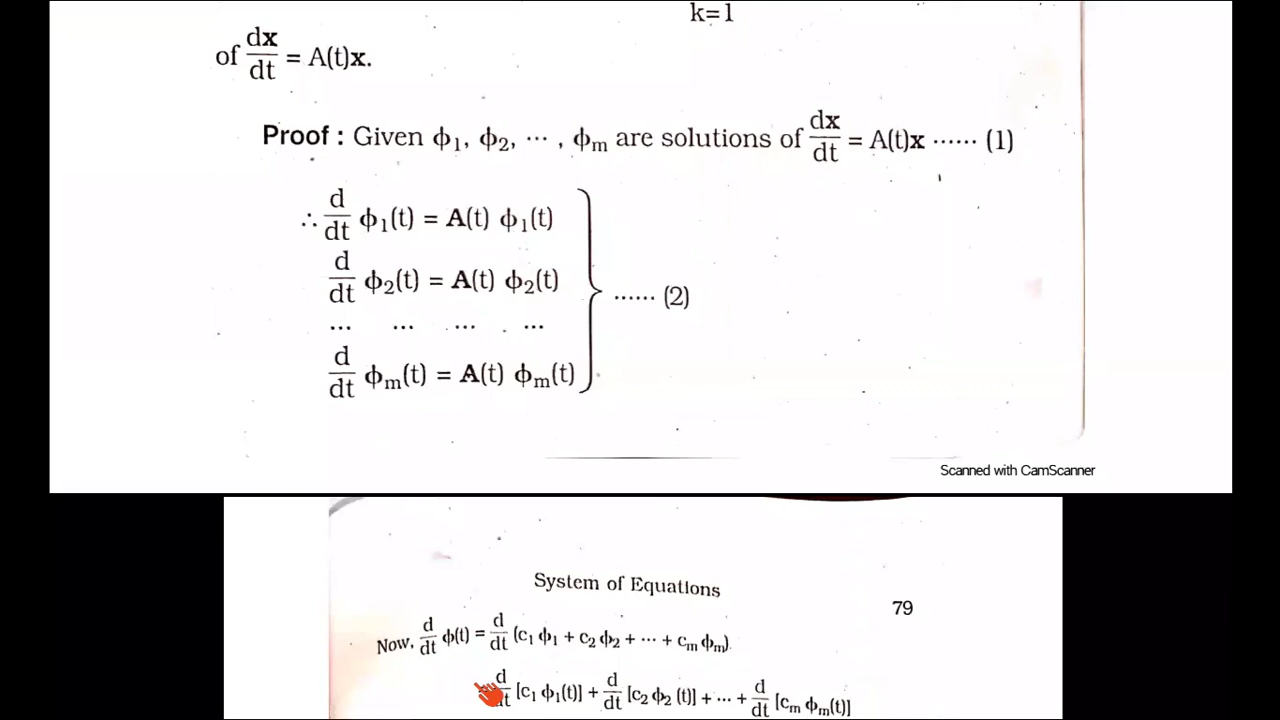 k=1
of dx/dt = A(t)x.
Proof : Given ϕ₁, ϕ₂, ⋯ , ϕₘ are solutions of dx/dt = A(t)x ⋯⋯ (1)
∴ d/dt ϕ₁(t) = A(t) ϕ₁(t)
d/dt ϕ₂(t) = A(t) ϕ₂(t)
⋯⋯ (2)
... ... ... ...
d/dt ϕₘ(t) = A(t) ϕₘ(t)
Scanned with CamScanner
System of Equations
79
Now, d/dt ϕ(t) = d/dt (c₁ ϕ₁ + c₂ ϕ₂ + ⋯ + cₘ ϕₘ).
d/dt [c₁ ϕ₁(t)] + d/dt [c₂ ϕ₂ (t)] + ⋯ + d/dt [cₘ ϕₘ(t)]